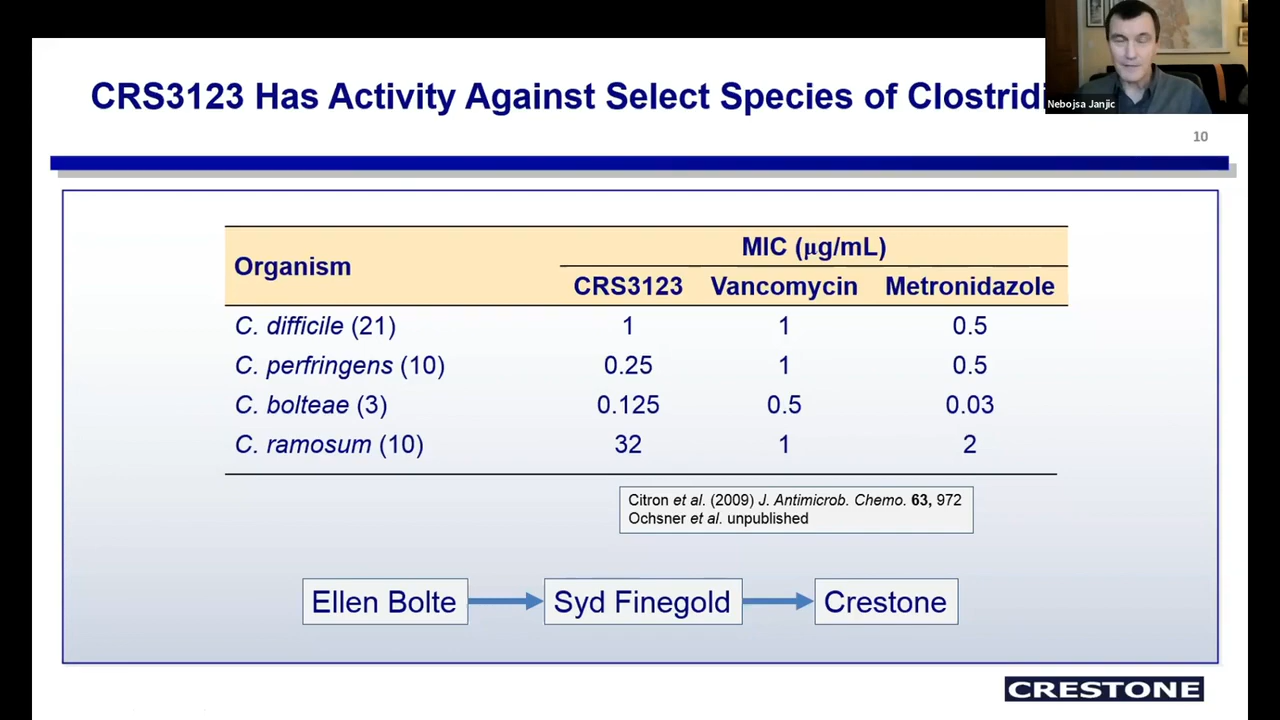 CRS3123 Has Activity Against Select Species of Clostridi
Nebojsa Janjic
10
Organism
MIC (μg/mL)
CRS3123 Vancomycin Metronidazole
C. difficile (21) 1 1 0.5
C. perfringens (10) 0.25 1 0.5
C. bolteae (3) 0.125 0.5 0.03
C. ramosum (10) 32 1 2
Citron et al. (2009) J. Antimicrob. Chemo. 63, 972
Ochsner et al. unpublished
Ellen Bolte Syd Finegold Crestone
CRESTONE